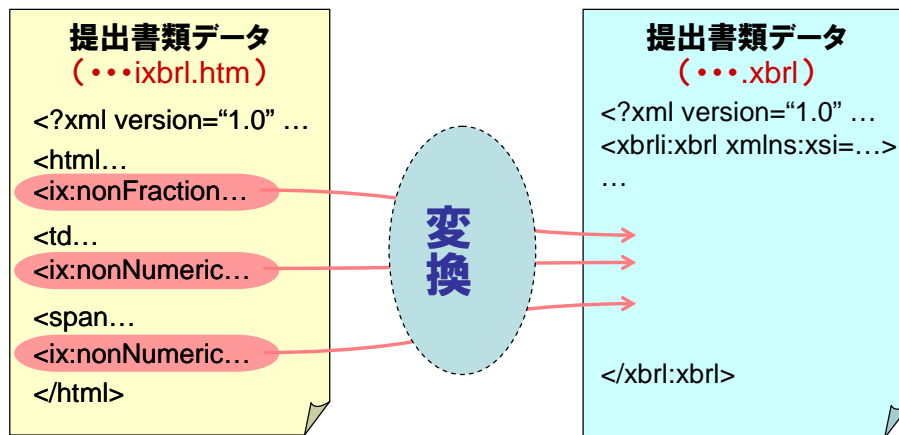 提出書類データ
(・・・ixbrl.htm)
<?xml version=“1.0” …
<html…
<ix:nonFraction…
<td…
<ix:nonNumeric…
<span…
<ix:nonNumeric…
</html>
変換
提出書類データ
(・・・.xbrl)
<?xml version=“1.0” …
<xbrli:xbrl xmlns:xsi=…>
…
</xbrl:xbrl>